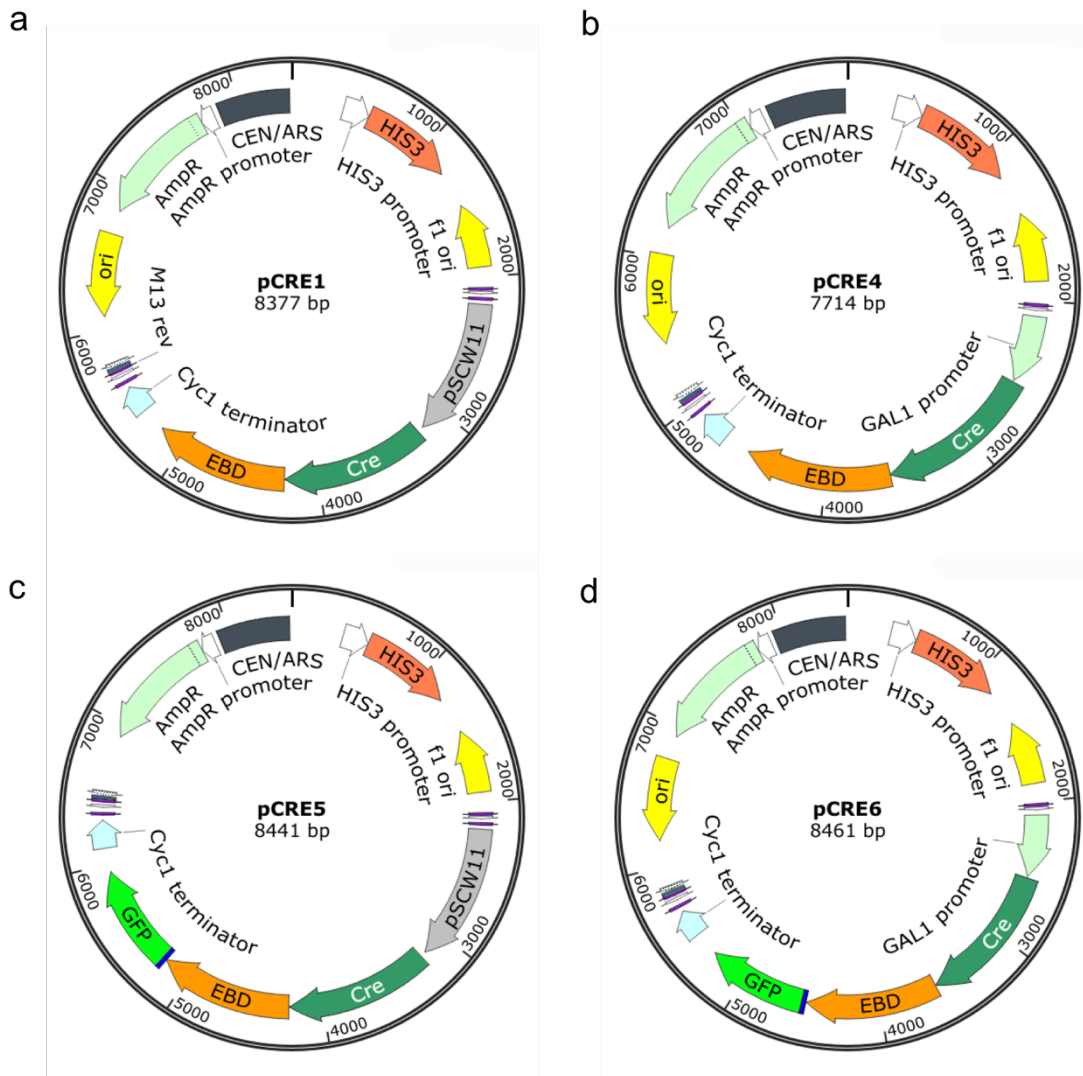 a
8000
1000
CEN/ARS
HIS3
AmpR
AmpR promoter
HIS3 promoter
7000
f1 ori
2000
ori
pCRE1
8377 bp
M13 rev
6000
pSCW11
Cyc1 terminator
3000
Cre
EBD
5000
4000
b
7000
1000
CEN/ARS
HIS3
AmpR
AmpR promoter
HIS3 promoter
f1 ori
2000
6000
ori
pCRE4
7714 bp
Cyc1 terminator
GAL1 promoter
5000
Cre
3000
EBD
4000
c
8000
1000
CEN/ARS
HIS3
AmpR
AmpR promoter
HIS3 promoter
7000
f1 ori
2000
pCRE5
8441 bp
Cyc1 terminator
6000
pSCW11
GFP
3000
Cre
EBD
5000
4000
d
8000
1000
CEN/ARS
HIS3
AmpR
AmpR promoter
HIS3 promoter
7000
f1 ori
2000
ori
pCRE6
8461 bp
Cyc1 terminator
GAL1 promoter
6000
Cre
3000
GFP
EBD
5000
4000